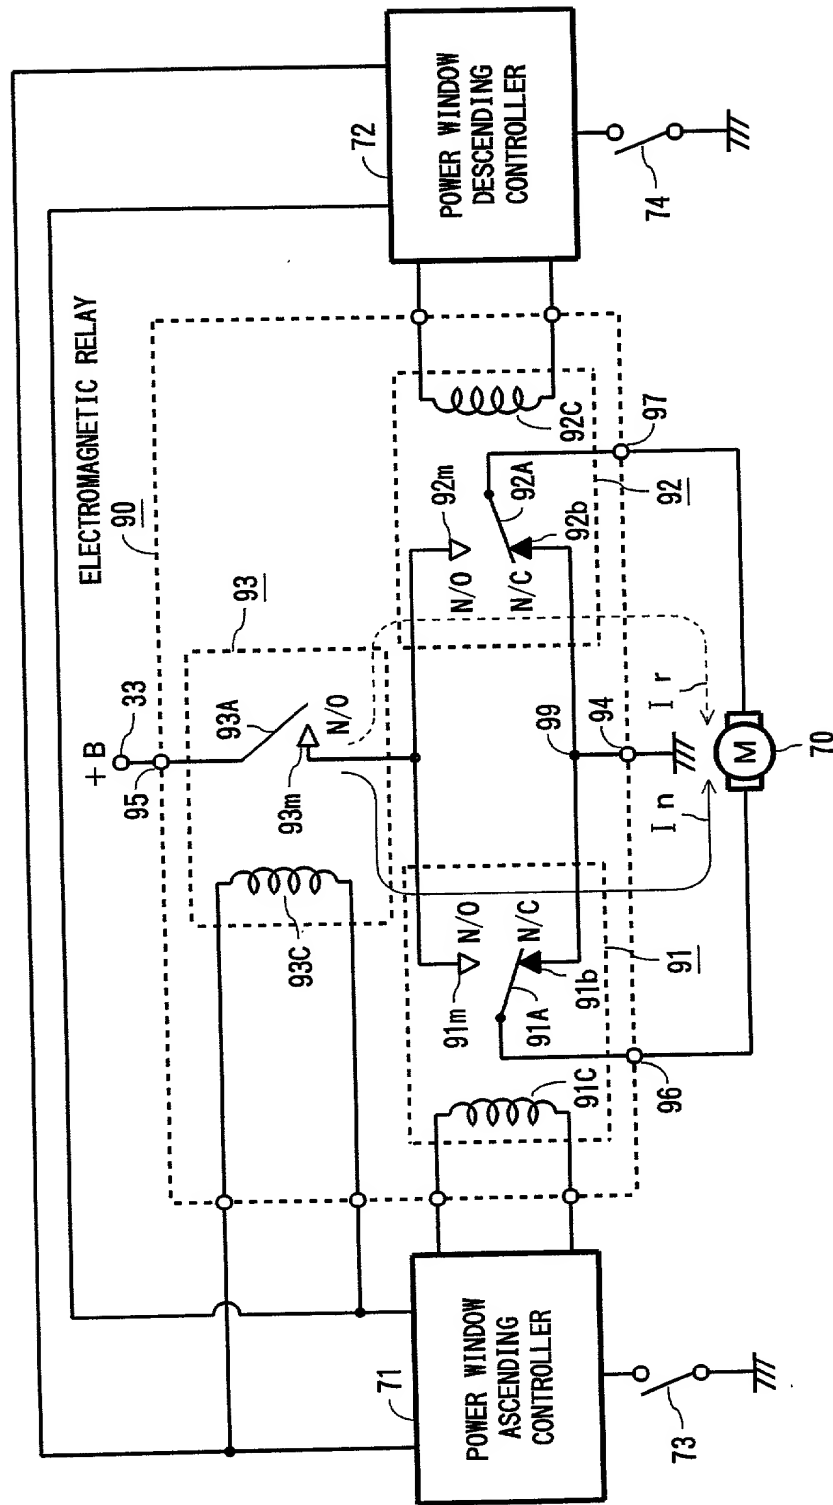 ELECTROMAGNETIC RELAY
90
+B
33
95
93
93A
N/O
93m
93C
72
POWER WINDOW
DESCENDING
CONTROLLER
74
71
POWER WINDOW
ASCENDING
CONTROLLER
73
91m
N/O
N/C
91A
91b
91C
91
96
92m
N/O
N/C
92A
92b
92C
92
97
99
94
In
Ir
M
70